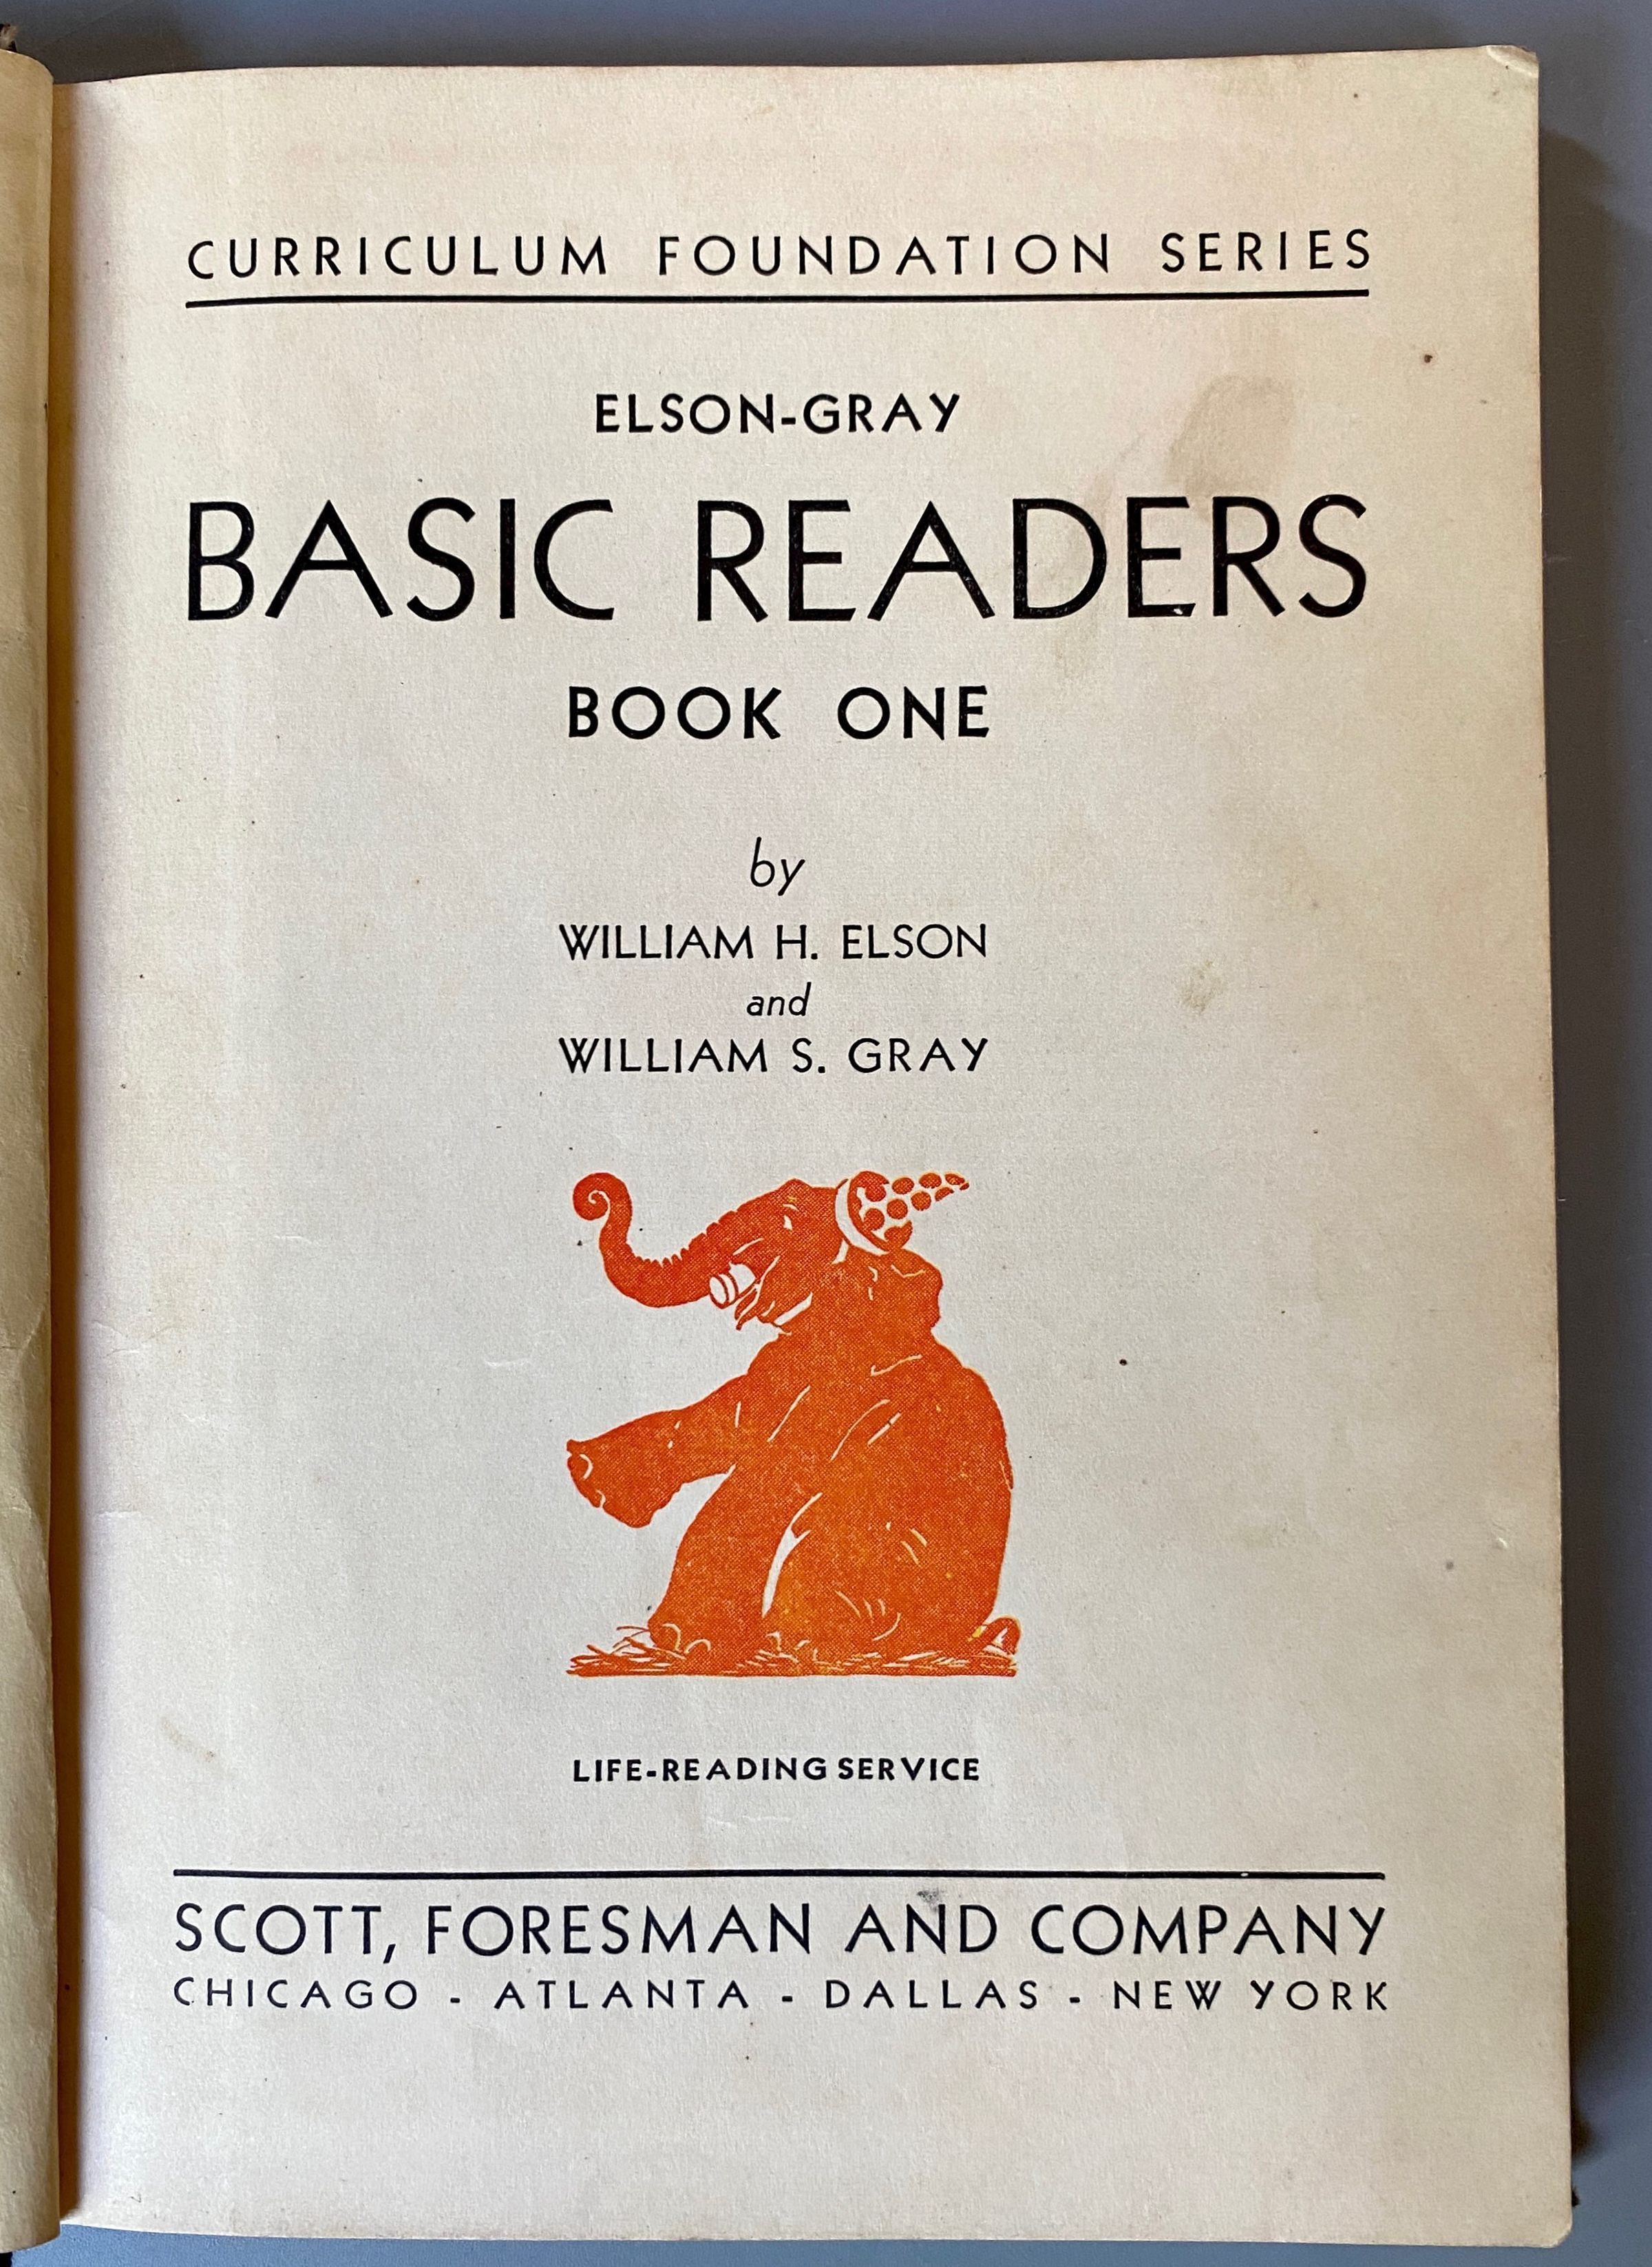 CURRICULUM FOUNDATION SERIES
ELSON-GRAY
BASIC READERS
BOOK ONE
by
WILLIAM H. ELSON
and
WILLIAM S. GRAY
LIFE-READING SERVICE
SCOTT, FORESMAN AND COMPANY
CHICAGO - ATLANTA - DALLAS - NEW YORK